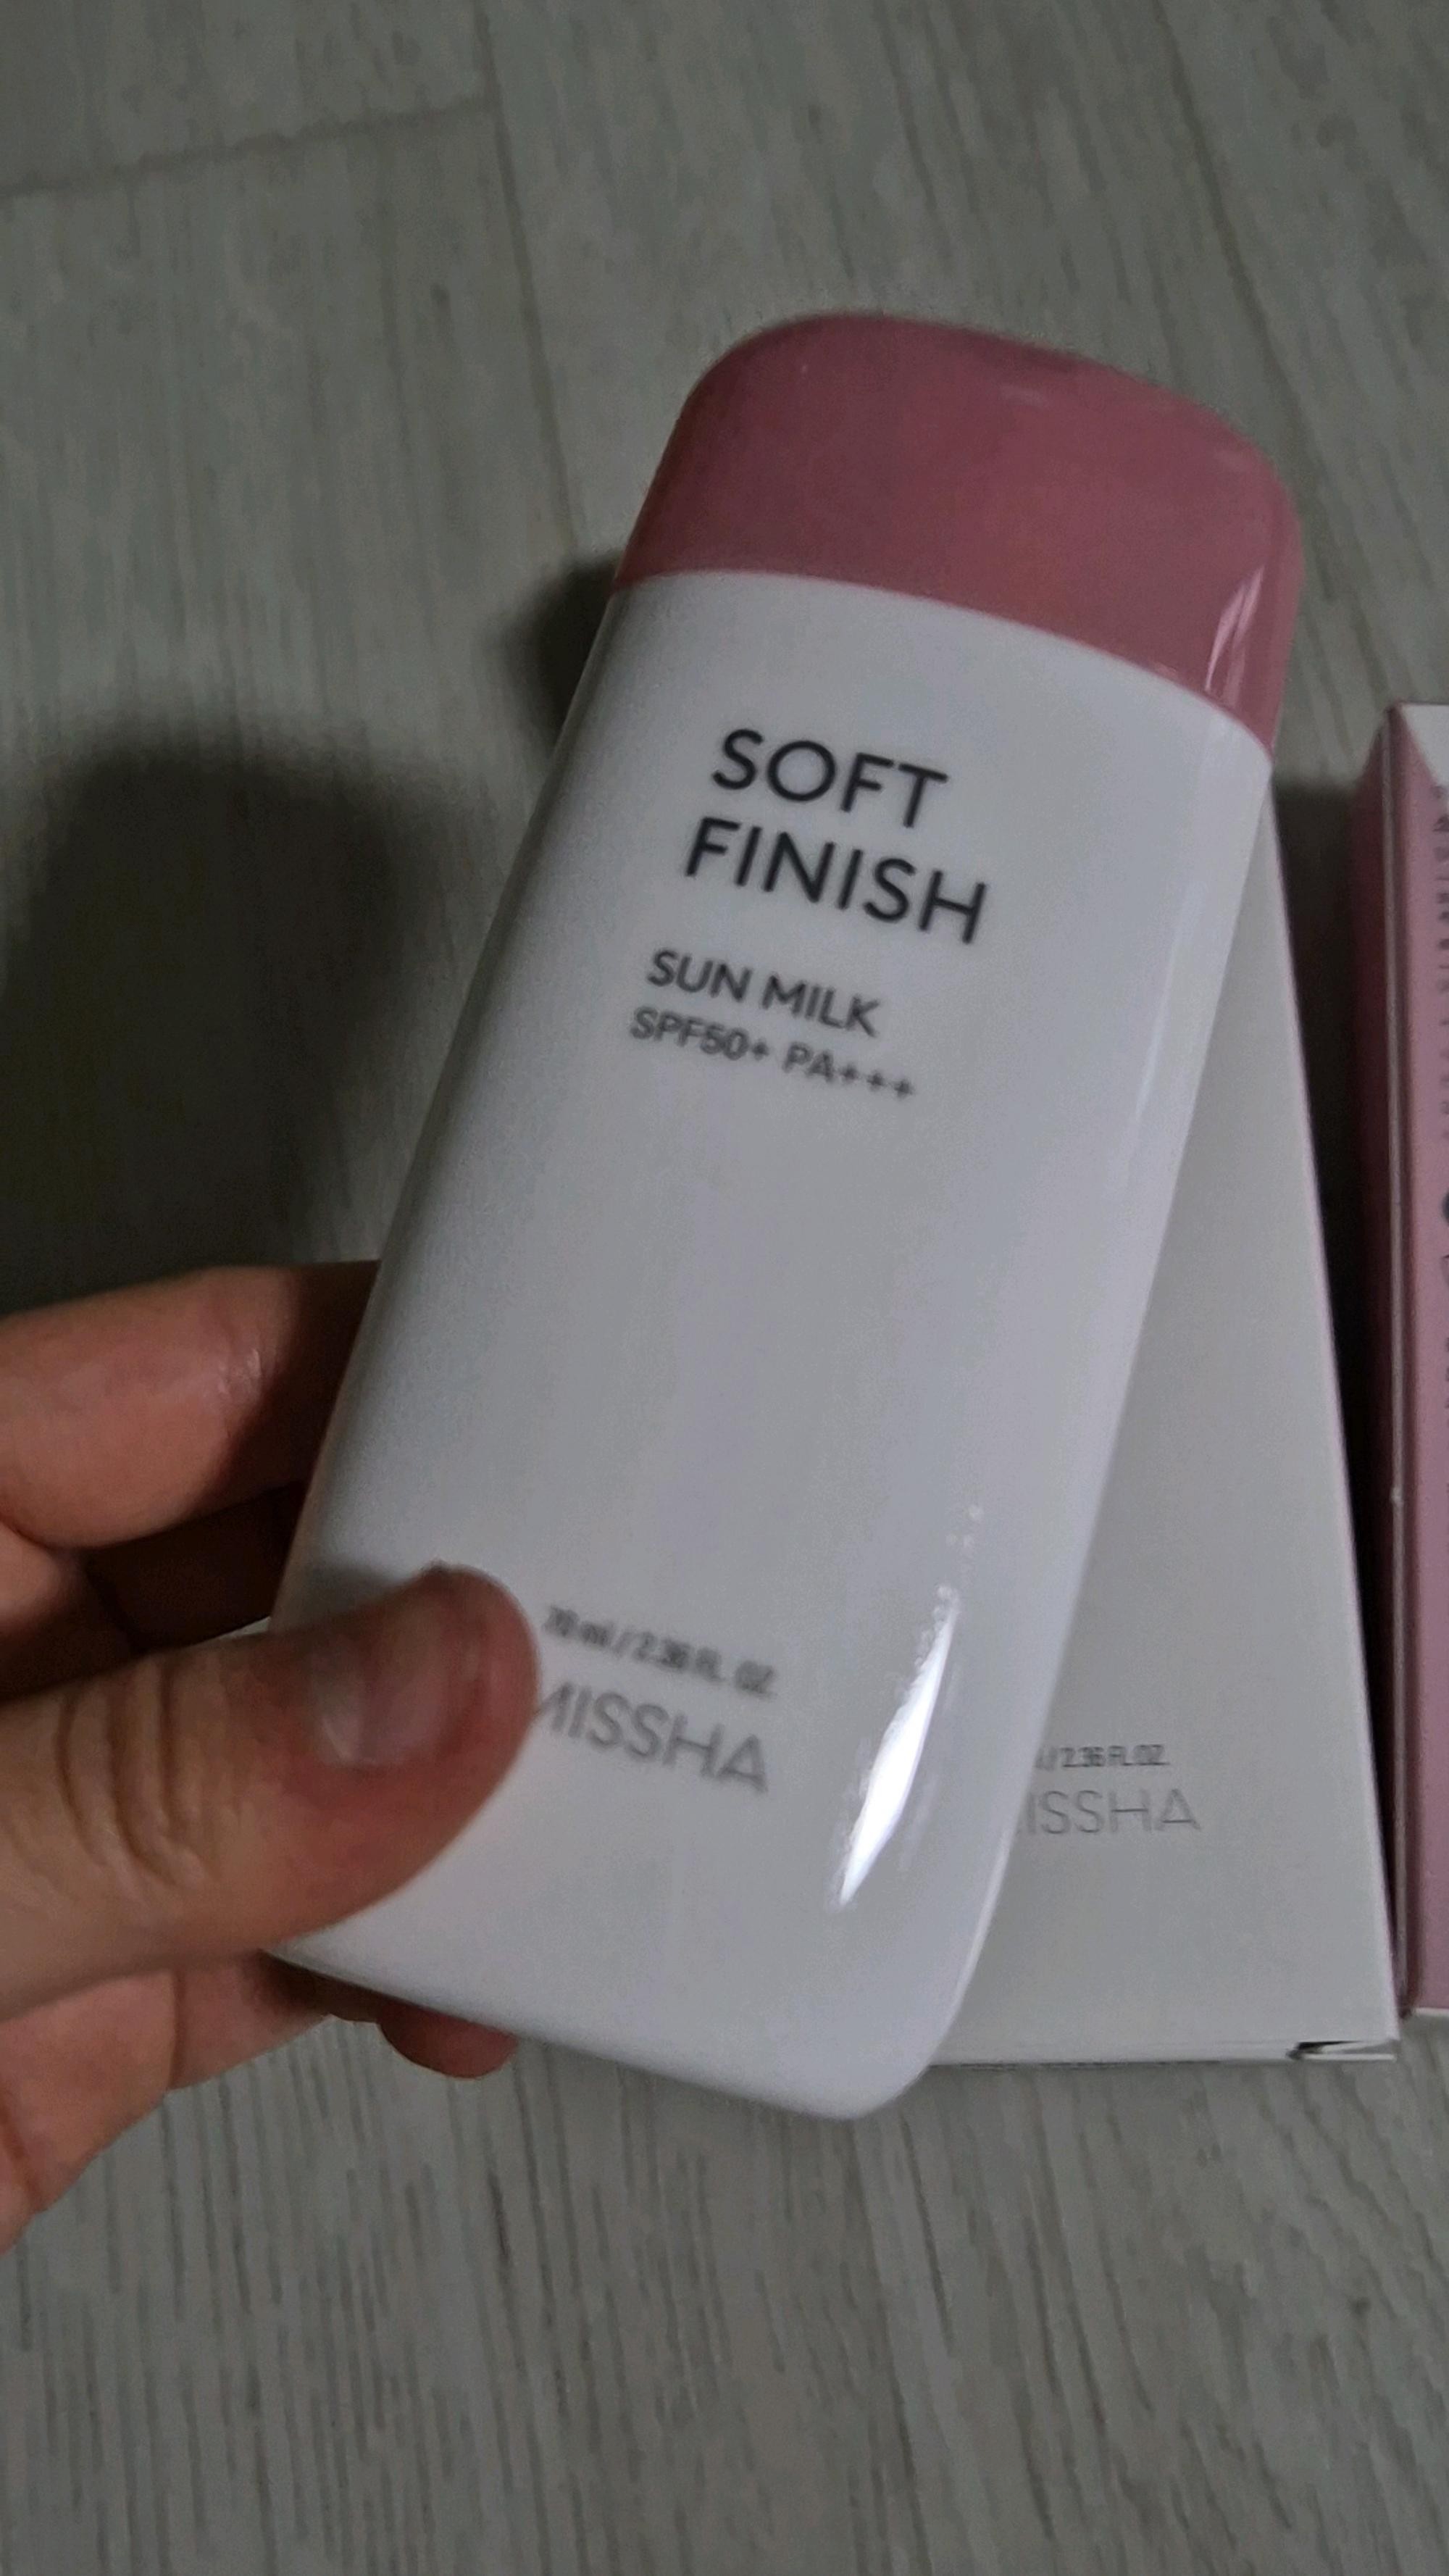 SOFT
FINISH
SUN MILK
SPF50+ PA+++
70 ml / 2.36 FL. OZ.
MISSHA
/ 2.36 FL. OZ.
ISSHA